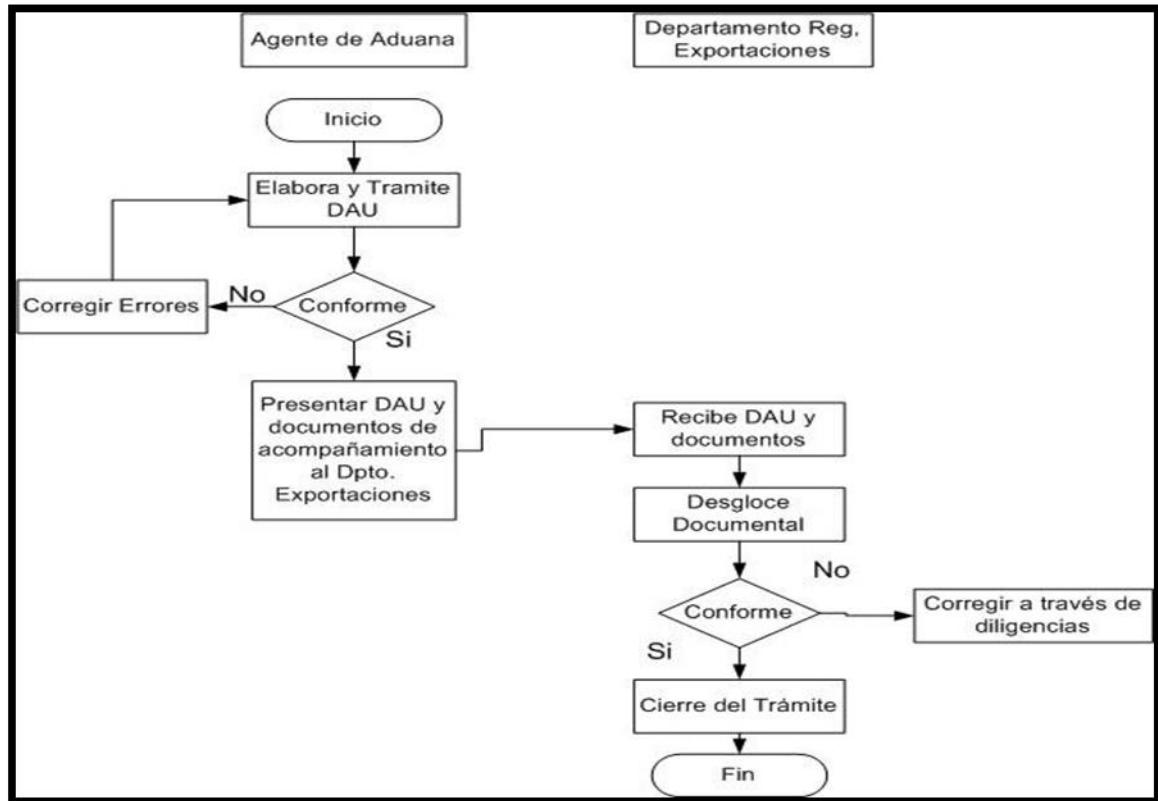 Agente de Aduana
Departamento Reg,
Exportaciones
Inicio
Elabora y Tramite
DAU
Corregir Errores
No
Conforme
Si
Presentar DAU y
documentos de
acompañamiento
al Dpto.
Exportaciones
Recibe DAU y
documentos
Desgloce
Documental
No
Conforme
Corregir a través de
diligencias
Si
Cierre del Trámite
Fin